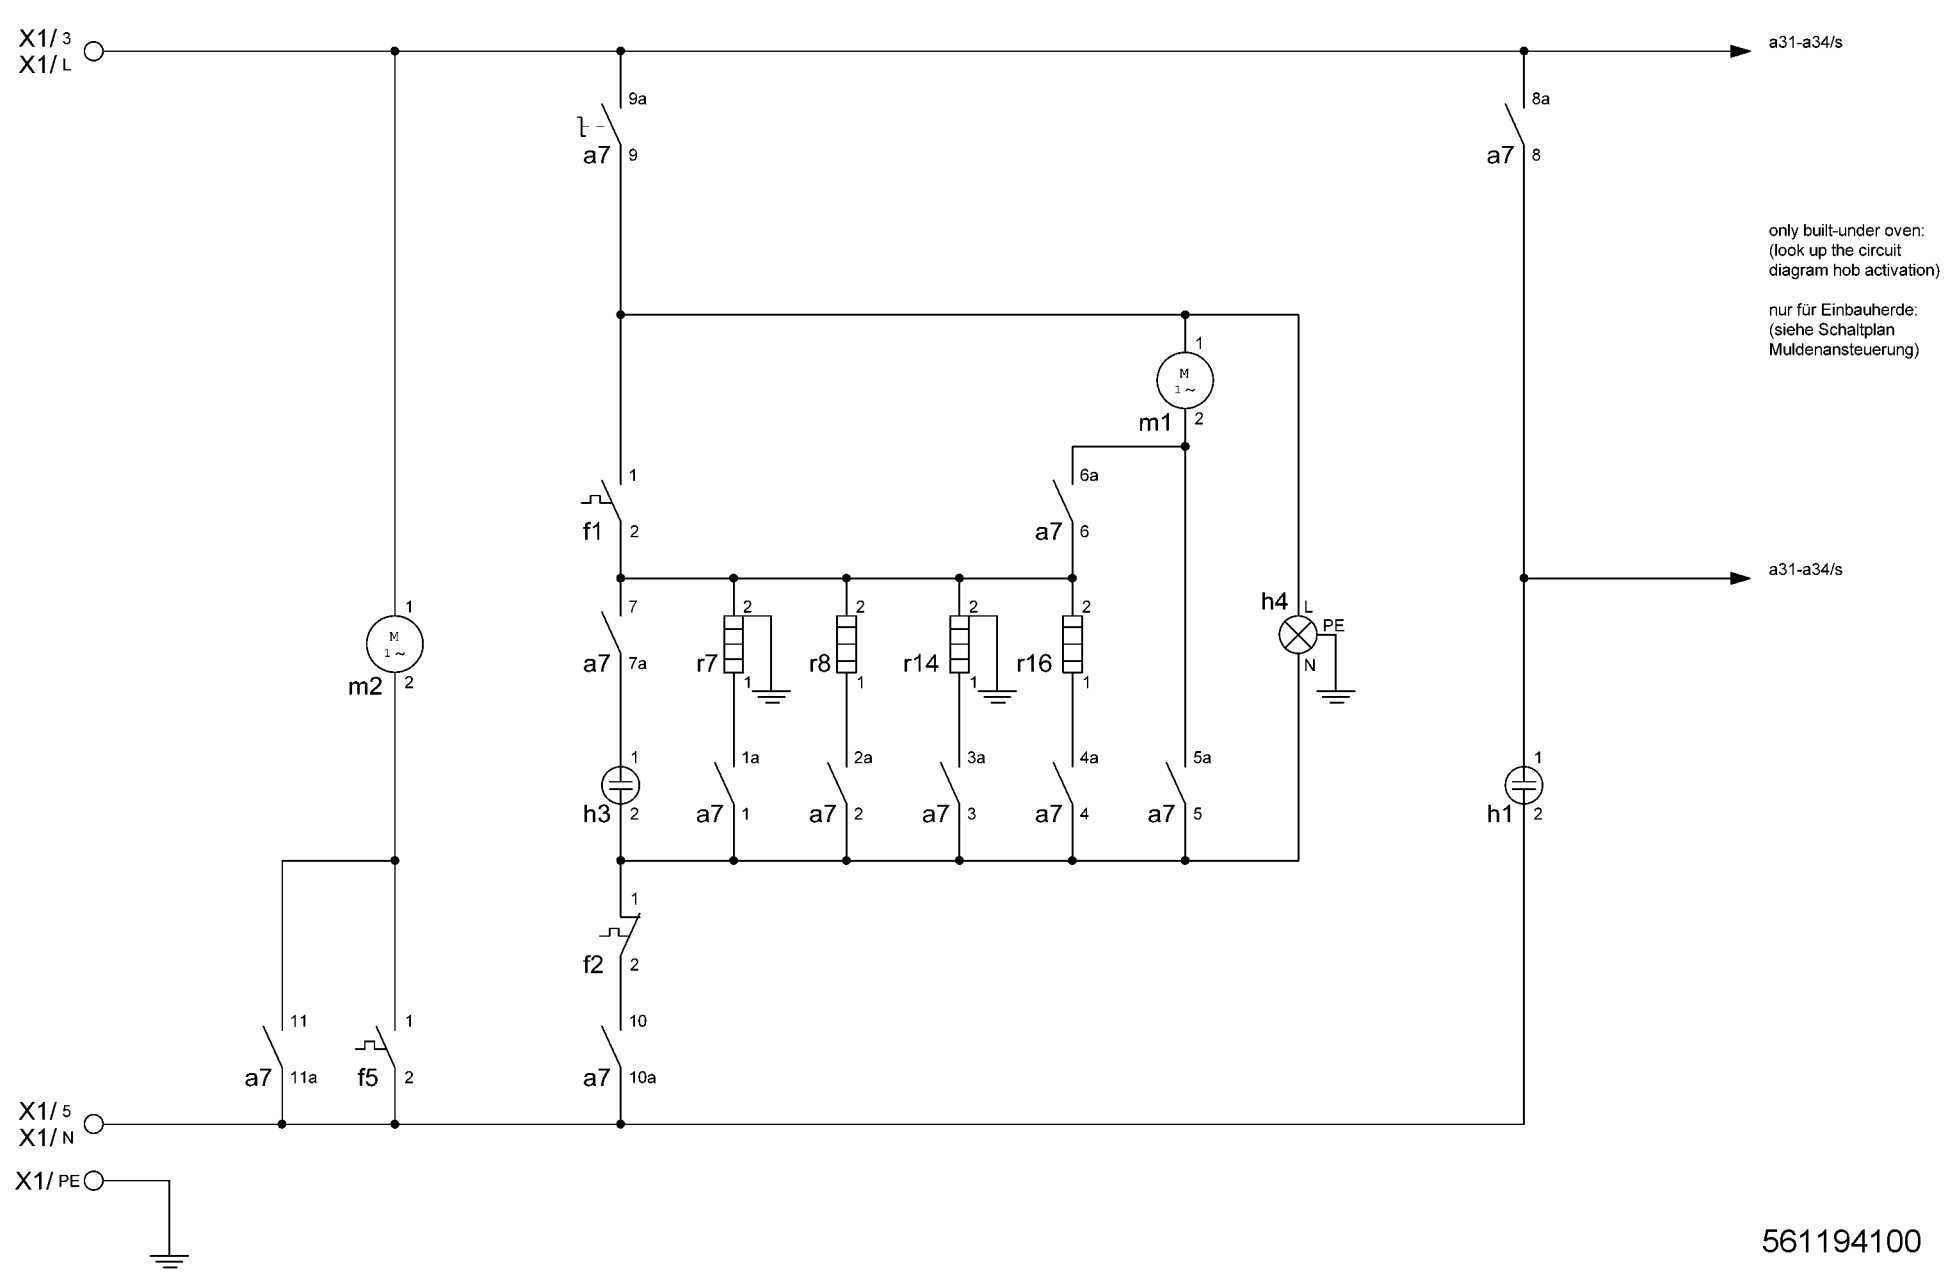 X1/ 3
X1/ L
a31-a34/s
9a
a7 9
8a
a7 8
only built-under oven:
(look up the circuit
diagram hob activation)
nur für Einbauherde:
(siehe Schaltplan
Muldenansteuerung)
1
M
1~
m1 2
1
f1 2
6a
a7 6
a31-a34/s
1
M
1~
m2 2
7
a7 7a
2
r7
1
2
r8
1
2
r14
1
2
r16
1
h4 L
PE
N
1
h3 2
1a
a7 1
2a
a7 2
3a
a7 3
4a
a7 4
5a
a7 5
1
h1 2
1
f2 2
11
a7 11a
1
f5 2
10
a7 10a
X1/ 5
X1/ N
X1/ PE
561194100